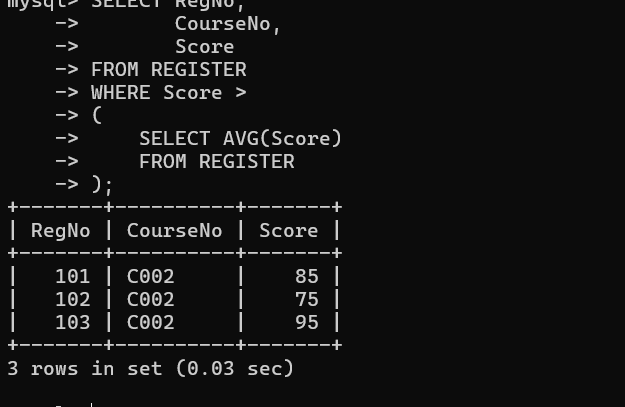 mysql> SELECT RegNo,
    ->        CourseNo,
    ->        Score
    -> FROM REGISTER
    -> WHERE Score >
    -> (
    ->     SELECT AVG(Score)
    ->     FROM REGISTER
    -> );
+-------+----------+-------+
| RegNo | CourseNo | Score |
+-------+----------+-------+
|   101 | C002     |    85 |
|   102 | C002     |    75 |
|   103 | C002     |    95 |
+-------+----------+-------+
3 rows in set (0.03 sec)